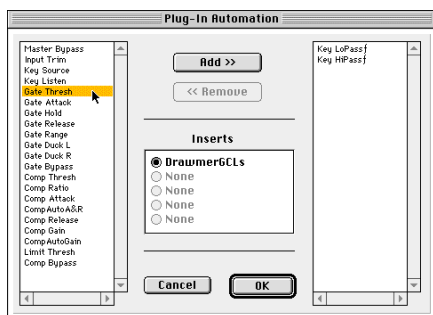 Plug-In Automation
Master Bypass
Input Trim
Key Source
Key Listen
Gate Thresh
Gate Attack
Gate Hold
Gate Release
Gate Range
Gate Duck L
Gate Duck R
Gate Bypass
Comp Thresh
Comp Ratio
Comp Attack
CompAutoA&R
Comp Release
Comp Gain
CompAutoGain
Limit Thresh
Comp Bypass
Add >>
<< Remove
Inserts
DrawmerGCLs
None
None
None
None
Cancel
OK
Key LoPassƒ
Key HiPassƒ